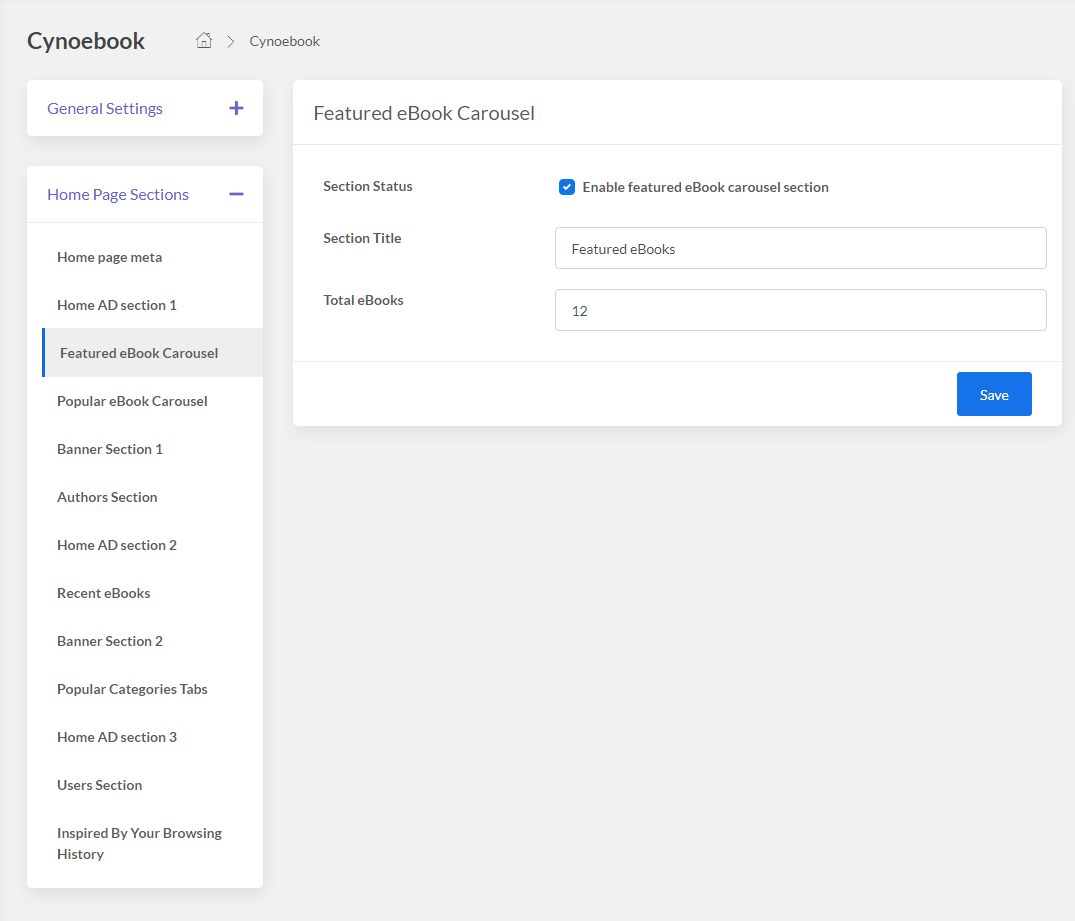 Cynoebook
Cynoebook
General Settings
Home Page Sections
Home page meta
Home AD section 1
Featured eBook Carousel
Popular eBook Carousel
Banner Section 1
Authors Section
Home AD section 2
Recent eBooks
Banner Section 2
Popular Categories Tabs
Home AD section 3
Users Section
Inspired By Your Browsing
History
Featured eBook Carousel
Section Status
Enable featured eBook carousel section
Section Title
Featured eBooks
Total eBooks
12
Save